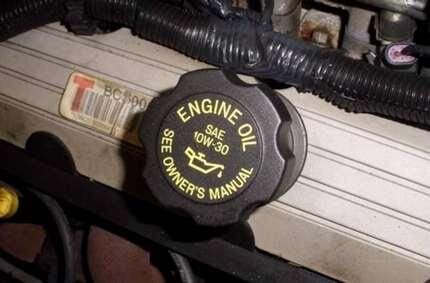 T
ENGINE OIL
SAE
10W-30
SEE OWNER'S MANUAL